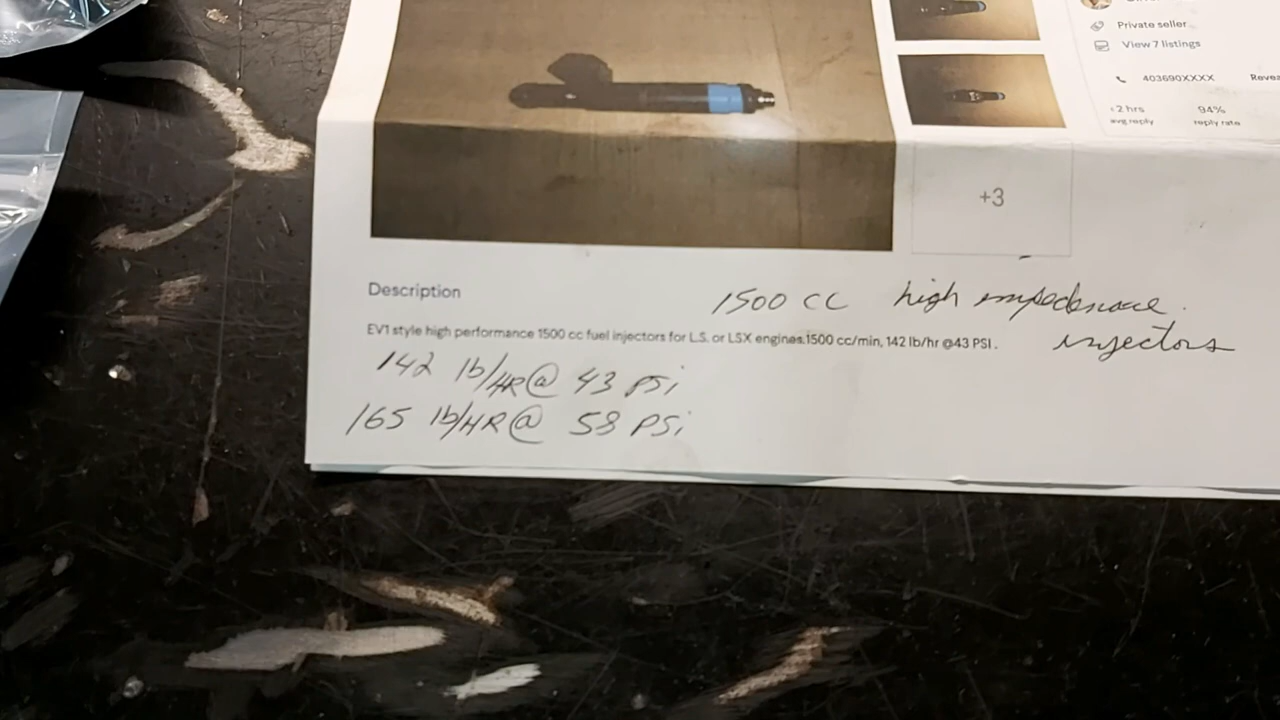 Private seller
View 7 listings
403690XXXX
<2 hrs
94%
avg reply
reply rate
+3
Description
1500 CC high impedance
injectors
EV1 style high performance 1500 cc fuel injectors for L.S. or LSX engines.1500 cc/min, 142 lb/hr @43 PSI.
142 lb/HR@ 43 PSi
165 lb/HR@ 58 PSi